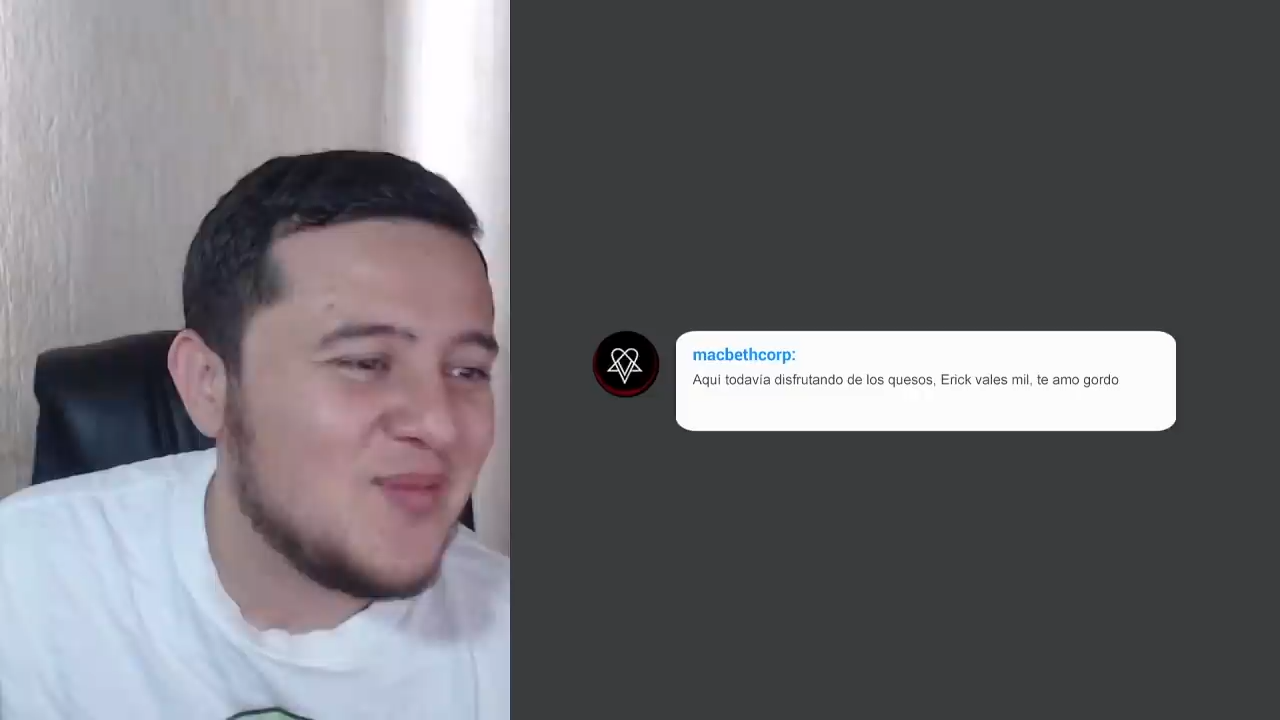 macbethcorp:
Aqui todavía disfrutando de los quesos, Erick vales mil, te amo gordo